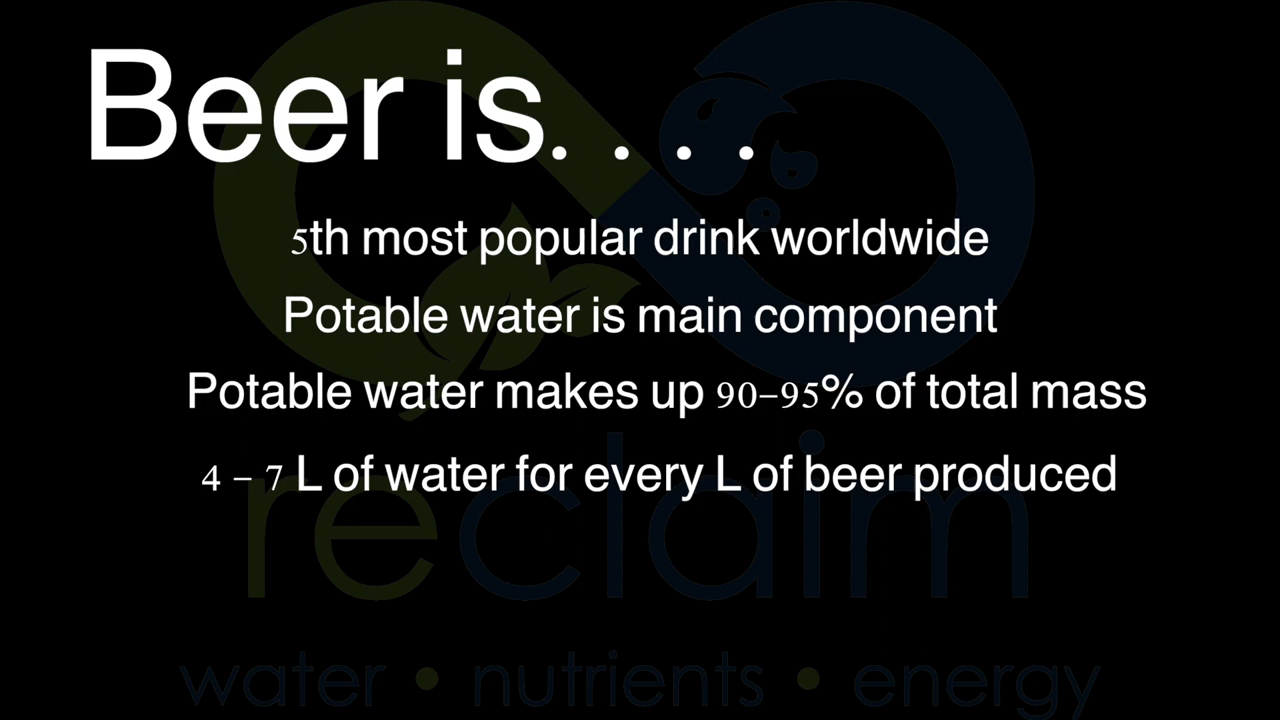 Beer is. . . .
5th most popular drink worldwide
Potable water is main component
Potable water makes up 90–95% of total mass
4 – 7 L of water for every L of beer produced
reclaim
water • nutrients • energy